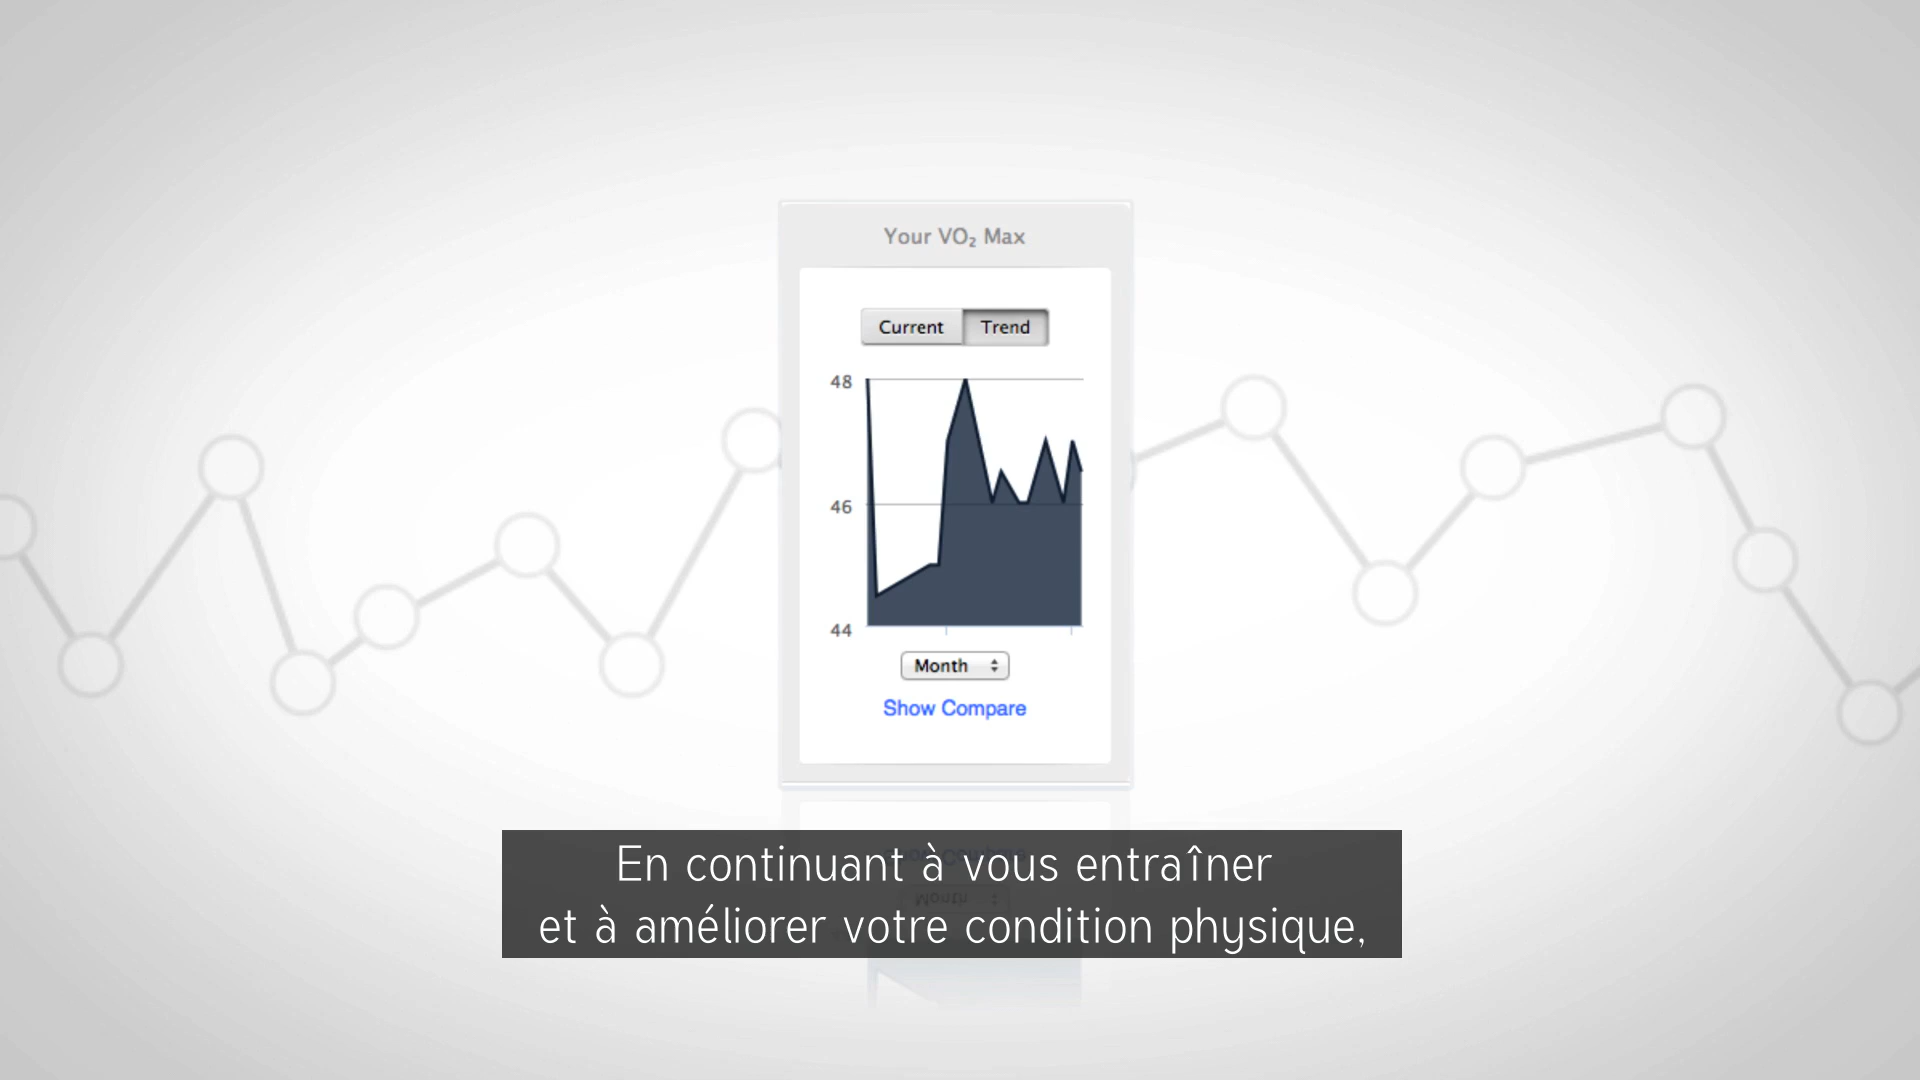 Your VO₂ Max
Current Trend
48
46
44
Month
Show Compare
En continuant à vous entraîner
et à améliorer votre condition physique,